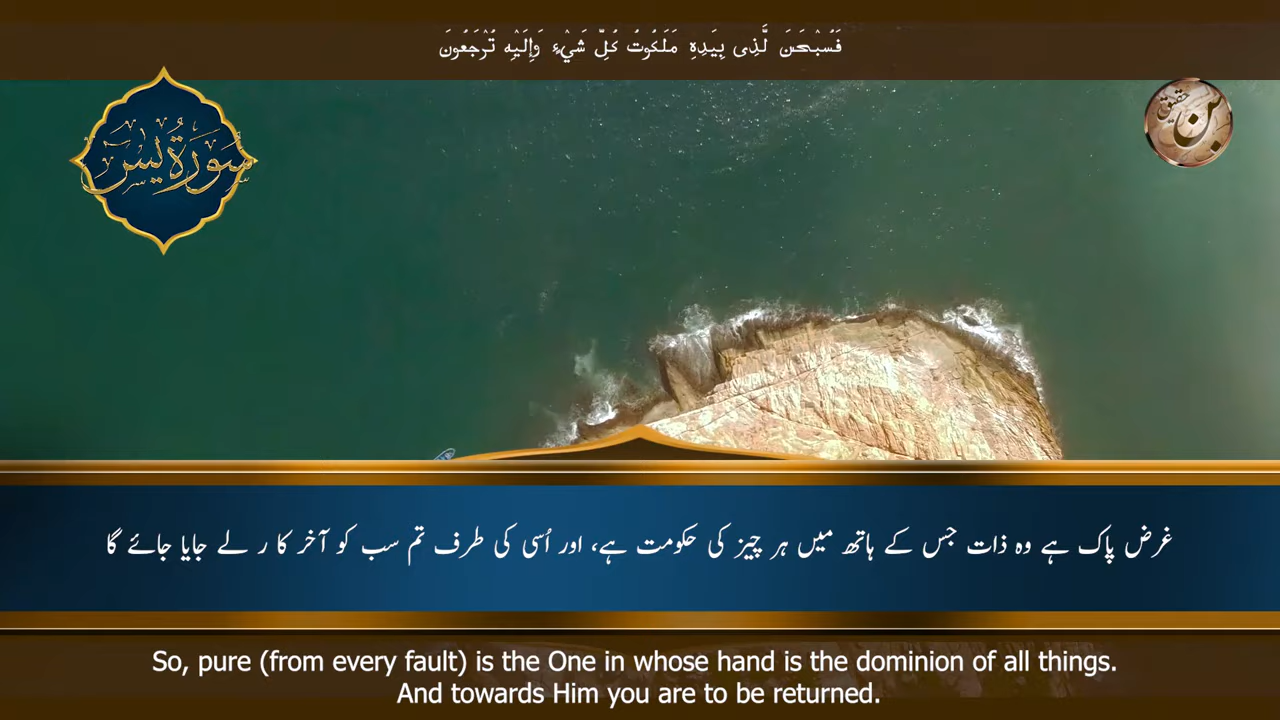 فَسُبْحَٰنَ ٱلَّذِى بِيَدِهِۦ مَلَكُوتُ كُلِّ شَىْءٍ وَإِلَيْهِ تُرْجَعُونَ
سُورَةُ يٰسٓ
غرض پاک ہے وہ ذات جس کے ہاتھ میں ہر چیز کی حکومت ہے، اور اُسی کی طرف تم سب کو آخر کا ر لے جایا جائے گا
So, pure (from every fault) is the One in whose hand is the dominion of all things.
And towards Him you are to be returned.